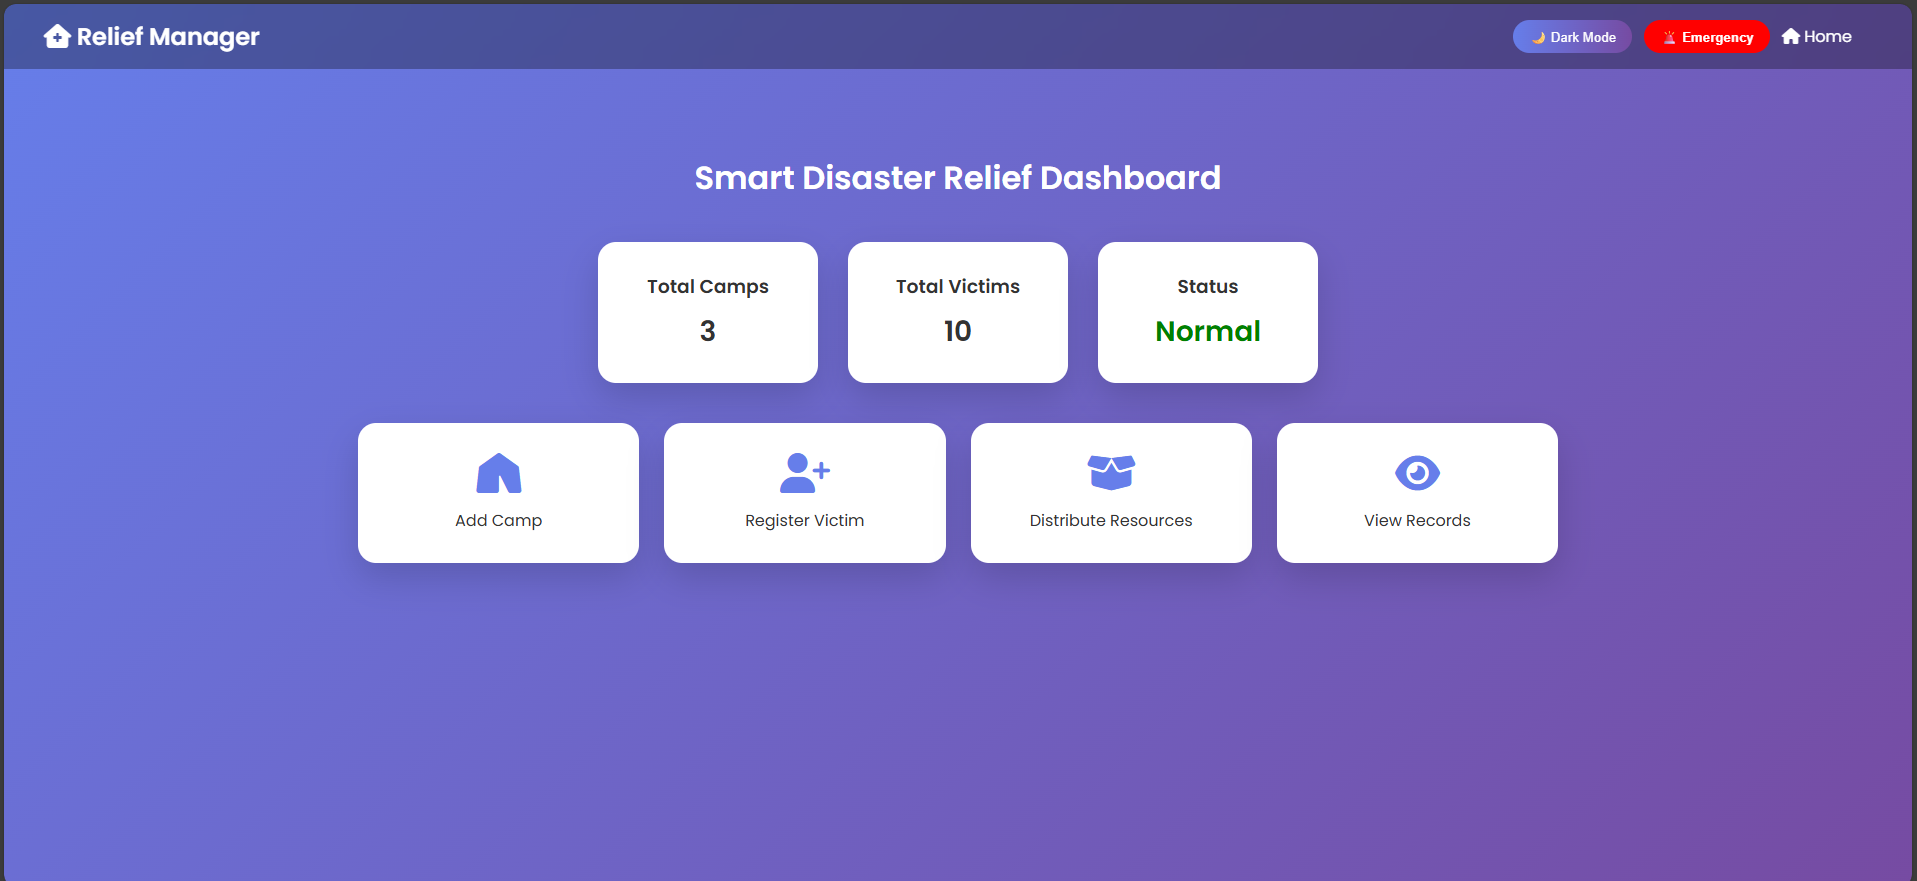 Relief Manager
🌙 Dark Mode
🚨 Emergency
Home
Smart Disaster Relief Dashboard
Total Camps
3
Total Victims
10
Status
Normal
Add Camp
Register Victim
Distribute Resources
View Records